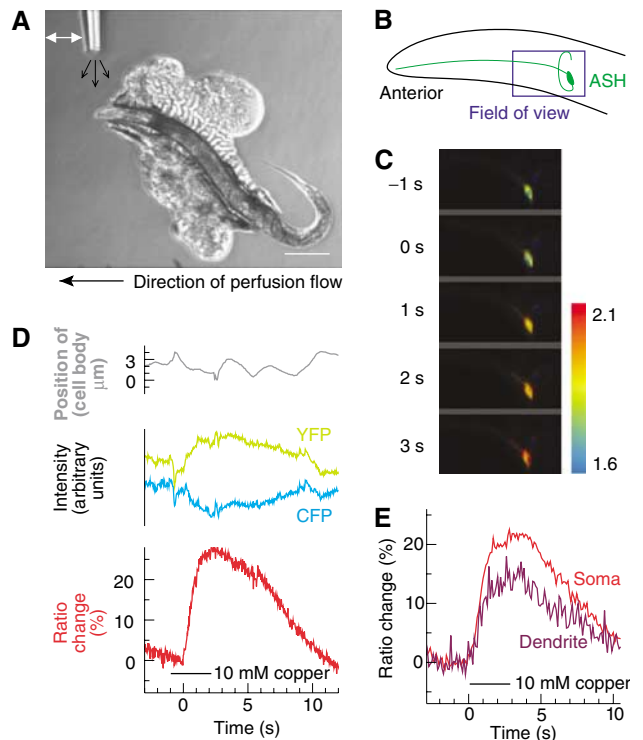 A
Direction of perfusion flow
B
Anterior
ASH
Field of view
C
−1 s
0 s
1 s
2 s
3 s
2.1
1.6
D
Position of
(cell body
μm)
3
0
Intensity
(arbitrary
units)
YFP
CFP
Ratio
change
(%)
20
10
0
10 mm copper
0
5
10
Time (s)
E
Ratio change (%)
20
10
0
Soma
Dendrite
10 mM copper
0
5
10
Time (s)